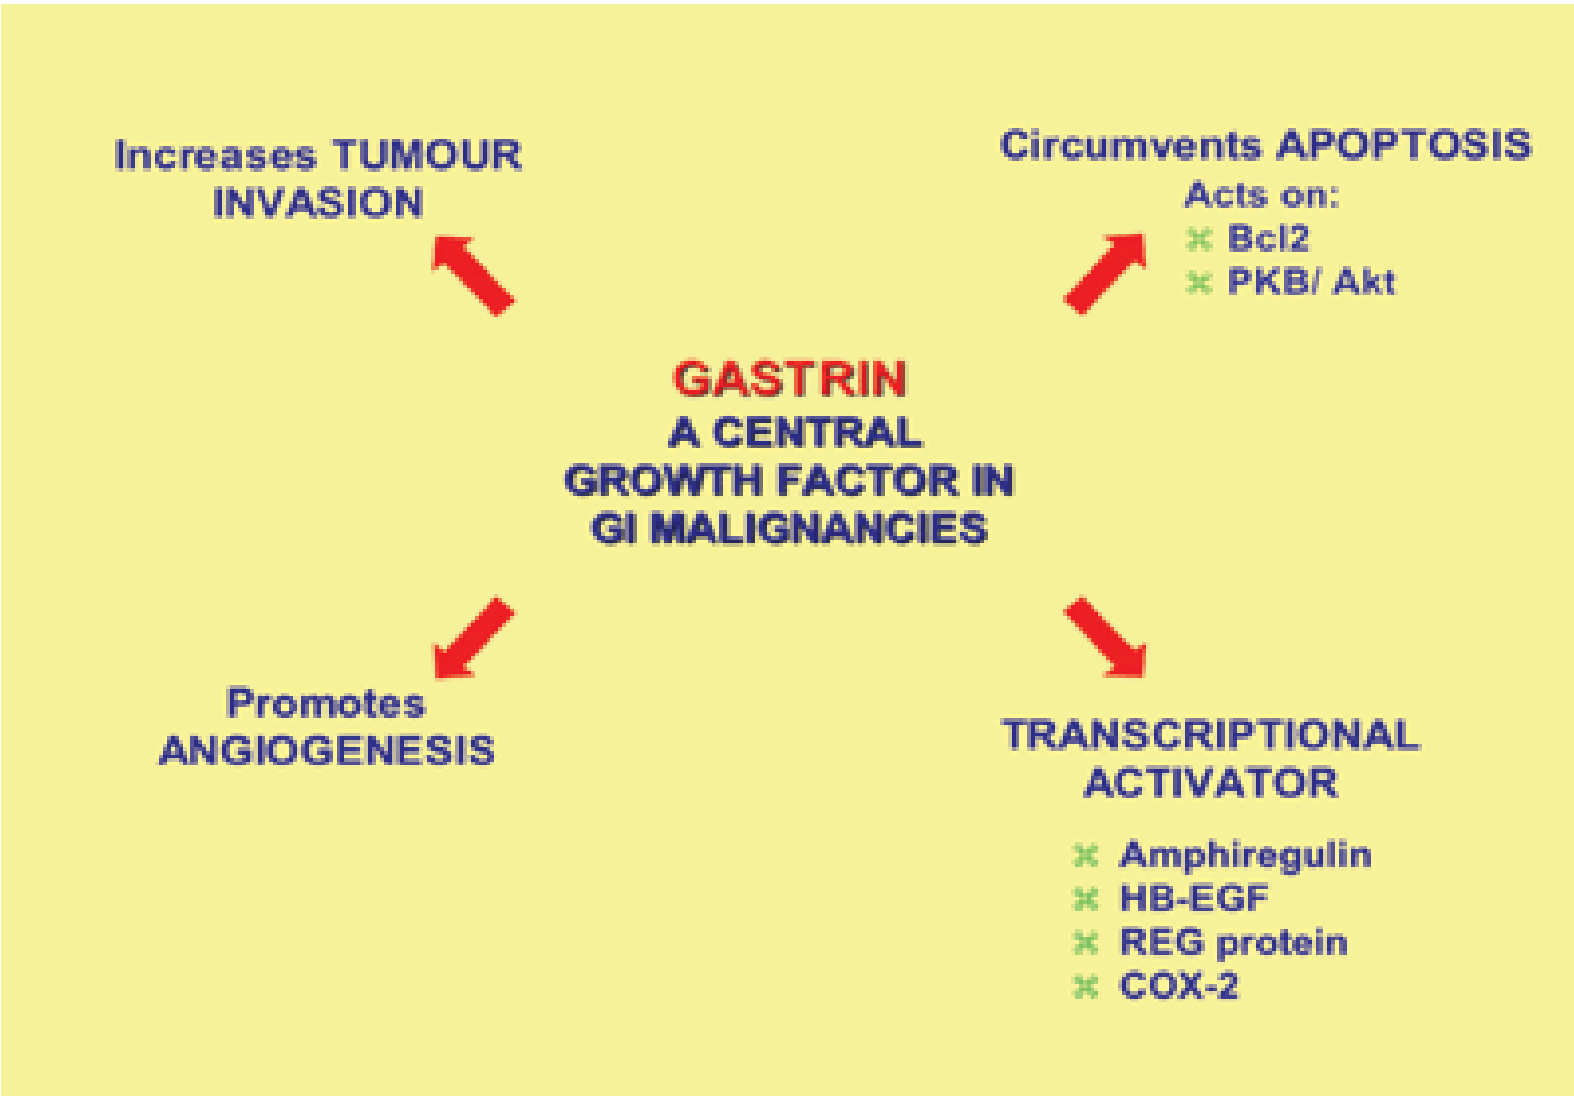 Increases TUMOUR
INVASION
Circumvents APOPTOSIS
Acts on:
Bcl2
PKB/ Akt
GASTRIN
A CENTRAL
GROWTH FACTOR IN
GI MALIGNANCIES
Promotes
ANGIOGENESIS
TRANSCRIPTIONAL
ACTIVATOR
Amphiregulin
HB-EGF
REG protein
COX-2